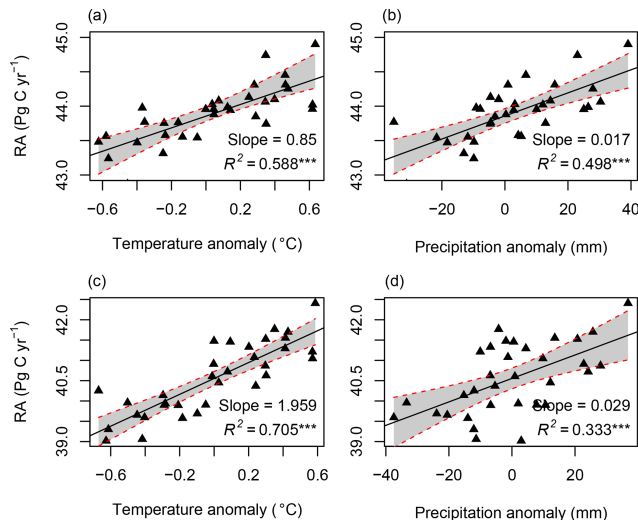 (a)
(b)
RA (Pg C yr⁻¹)
45.0
44.0
43.0
Slope = 0.85
R² = 0.588***
−0.6
−0.2
0.2
0.6
Temperature anomaly (°C)
45.0
44.0
43.0
Slope = 0.017
R² = 0.498***
−20
0
20
40
Precipitation anomaly (mm)
(c)
(d)
RA (Pg C yr⁻¹)
42.0
40.5
39.0
Slope = 1.959
R² = 0.705***
−0.6
−0.2
0.2
0.6
Temperature anomaly (°C)
42.0
40.5
39.0
Slope = 0.029
R² = 0.333***
−40
−20
0
20
40
Precipitation anomaly (mm)